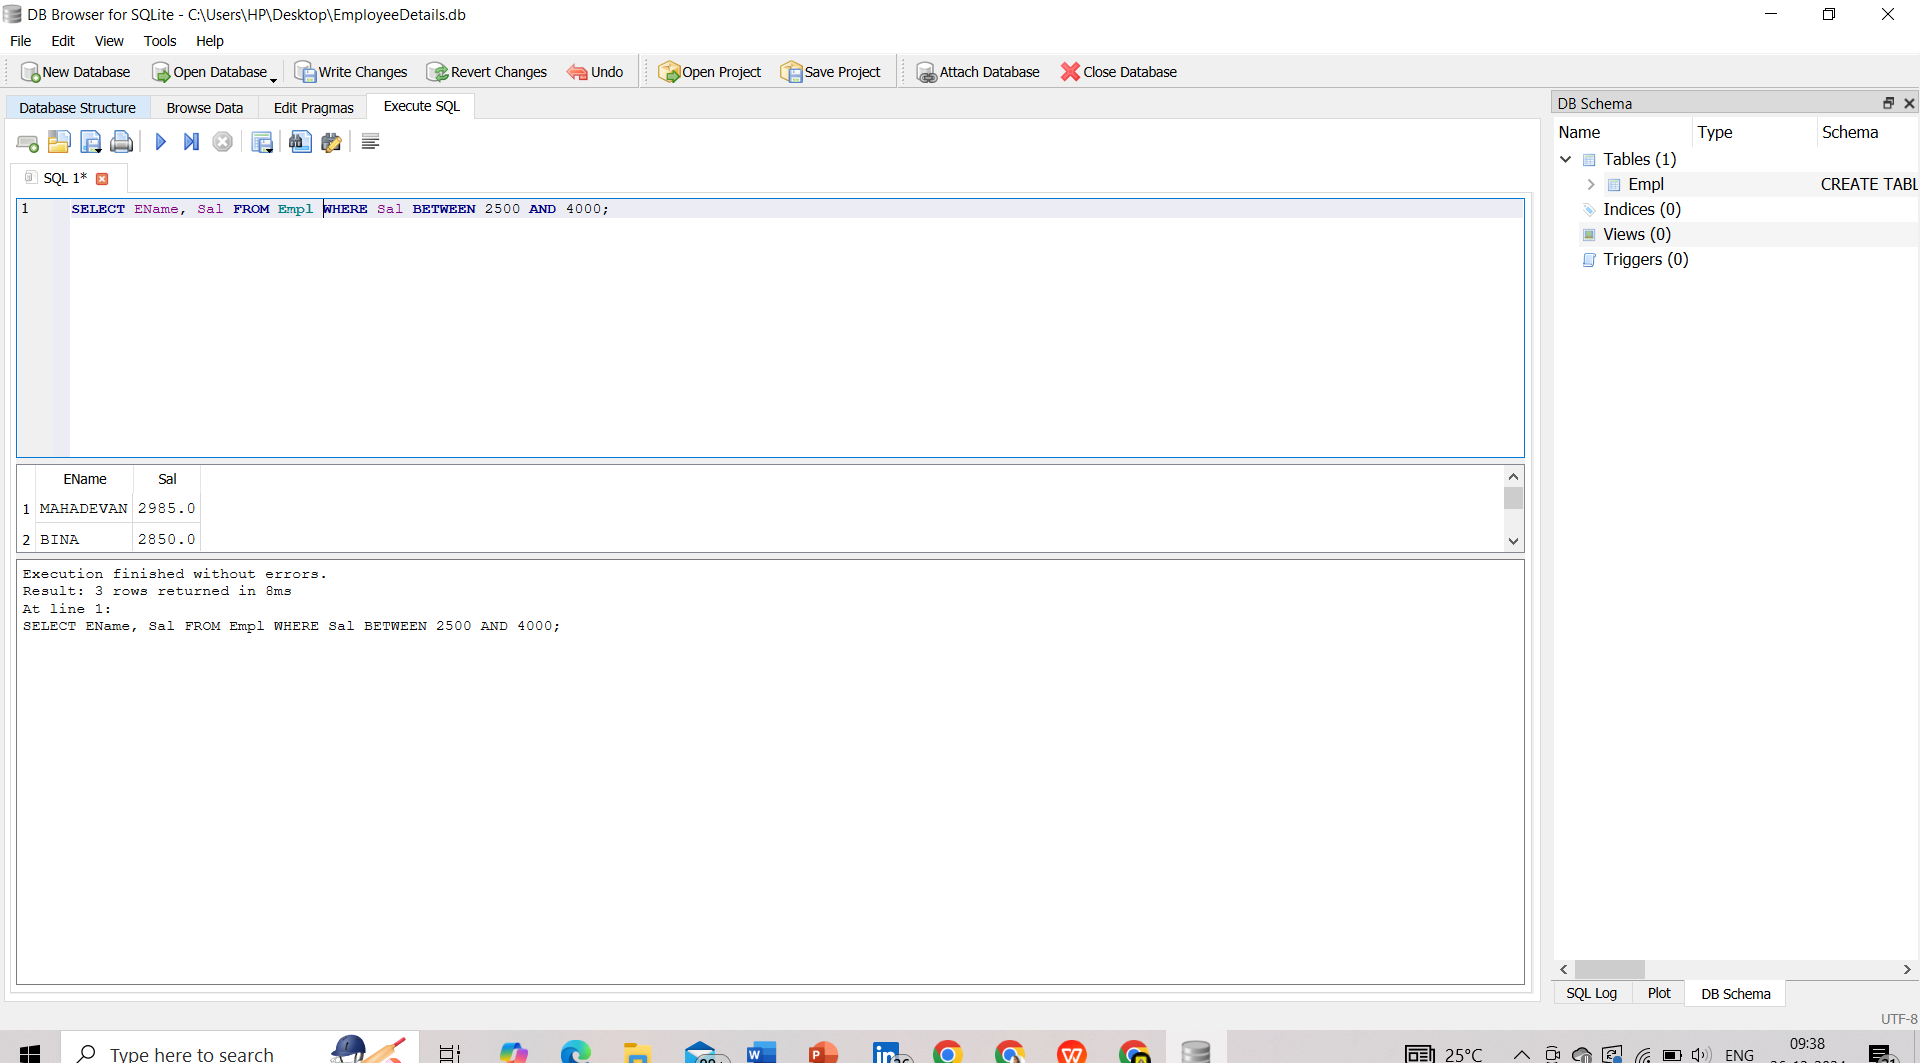 DB Browser for SQLite - C:\Users\HP\Desktop\EmployeeDetails.db
File Edit View Tools Help
New Database Open Database Write Changes Revert Changes Undo Open Project Save Project Attach Database Close Database
Database Structure Browse Data Edit Pragmas Execute SQL
SQL 1*
1 SELECT EName, Sal FROM Empl WHERE Sal BETWEEN 2500 AND 4000;
EName Sal
1 MAHADEVAN 2985.0
2 BINA 2850.0
Execution finished without errors.
Result: 3 rows returned in 8ms
At line 1:
SELECT EName, Sal FROM Empl WHERE Sal BETWEEN 2500 AND 4000;
DB Schema
Name Type Schema
Tables (1)
Empl CREATE TABL
Indices (0)
Views (0)
Triggers (0)
SQL Log Plot DB Schema
UTF-8
Type here to search
25°C ENG 09:38